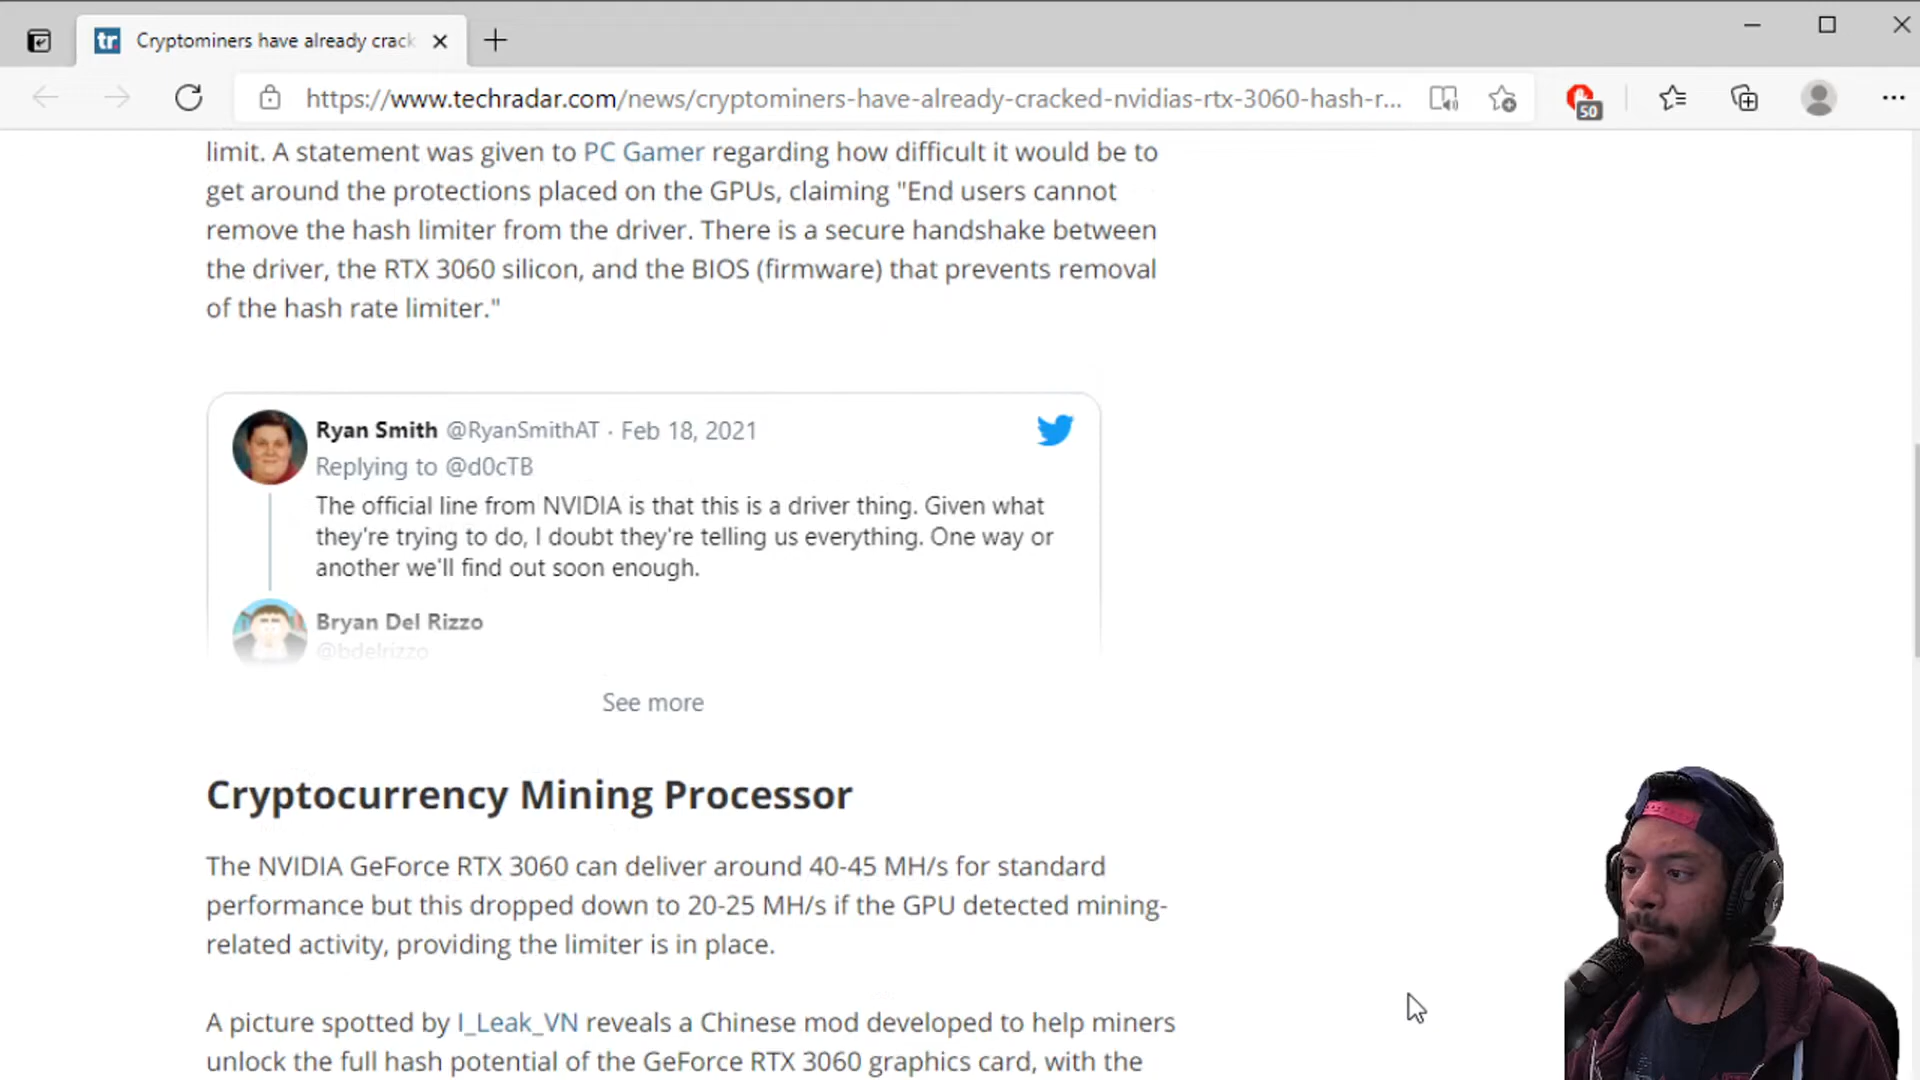 tr.
Cryptominers have already crack
https://www.techradar.com/news/cryptominers-have-already-cracked-nvidias-rtx-3060-hash-r...
50
limit. A statement was given to PC Gamer regarding how difficult it would be to
get around the protections placed on the GPUs, claiming "End users cannot
remove the hash limiter from the driver. There is a secure handshake between
the driver, the RTX 3060 silicon, and the BIOS (firmware) that prevents removal
of the hash rate limiter."
Ryan Smith @RyanSmithAT · Feb 18, 2021
Replying to @d0cTB
The official line from NVIDIA is that this is a driver thing. Given what
they're trying to do, I doubt they're telling us everything. One way or
another we'll find out soon enough.
Bryan Del Rizzo
@bdelrizzo
See more
Cryptocurrency Mining Processor
The NVIDIA GeForce RTX 3060 can deliver around 40-45 MH/s for standard
performance but this dropped down to 20-25 MH/s if the GPU detected mining-
related activity, providing the limiter is in place.
A picture spotted by I_Leak_VN reveals a Chinese mod developed to help miners
unlock the full hash potential of the GeForce RTX 3060 graphics card, with the